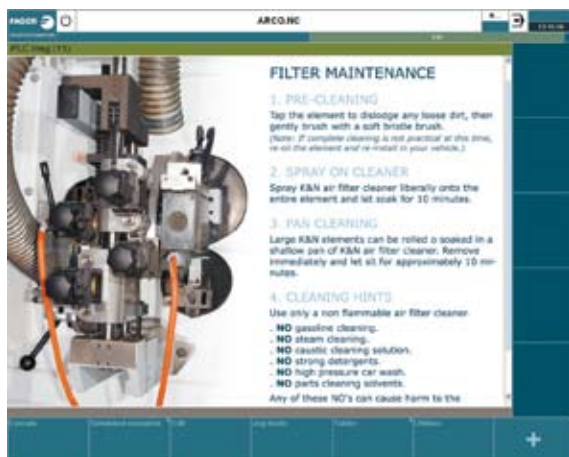 FAGOR
ARCO.NC
FILTER MAINTENANCE
1. PRE-CLEANING
Tap the element to dislodge any loose dirt, then
gently brush with a soft bristle brush.
(Note: If complete cleaning is not practical at this time,
re-oil the element and re-install in your vehicle.)
2. SPRAY ON CLEANER
Spray K&N air filter cleaner liberally onto the
entire element and let soak for 10 minutes.
3. PAN CLEANING
Large K&N elements can be rolled o soaked in a
shallow pan of K&N air filter cleaner. Remove
immediately and let sit for approximately 10 mi-
nutes.
4. CLEANING HINTS
Use only a non flammable air filter cleaner
. NO gasoline cleaning.
. NO steam cleaning.
. NO caustic cleaning solution.
. NO strong detergents.
. NO high pressure car wash.
. NO parts cleaning solvents.
Any of these NO's can cause harm to the
+